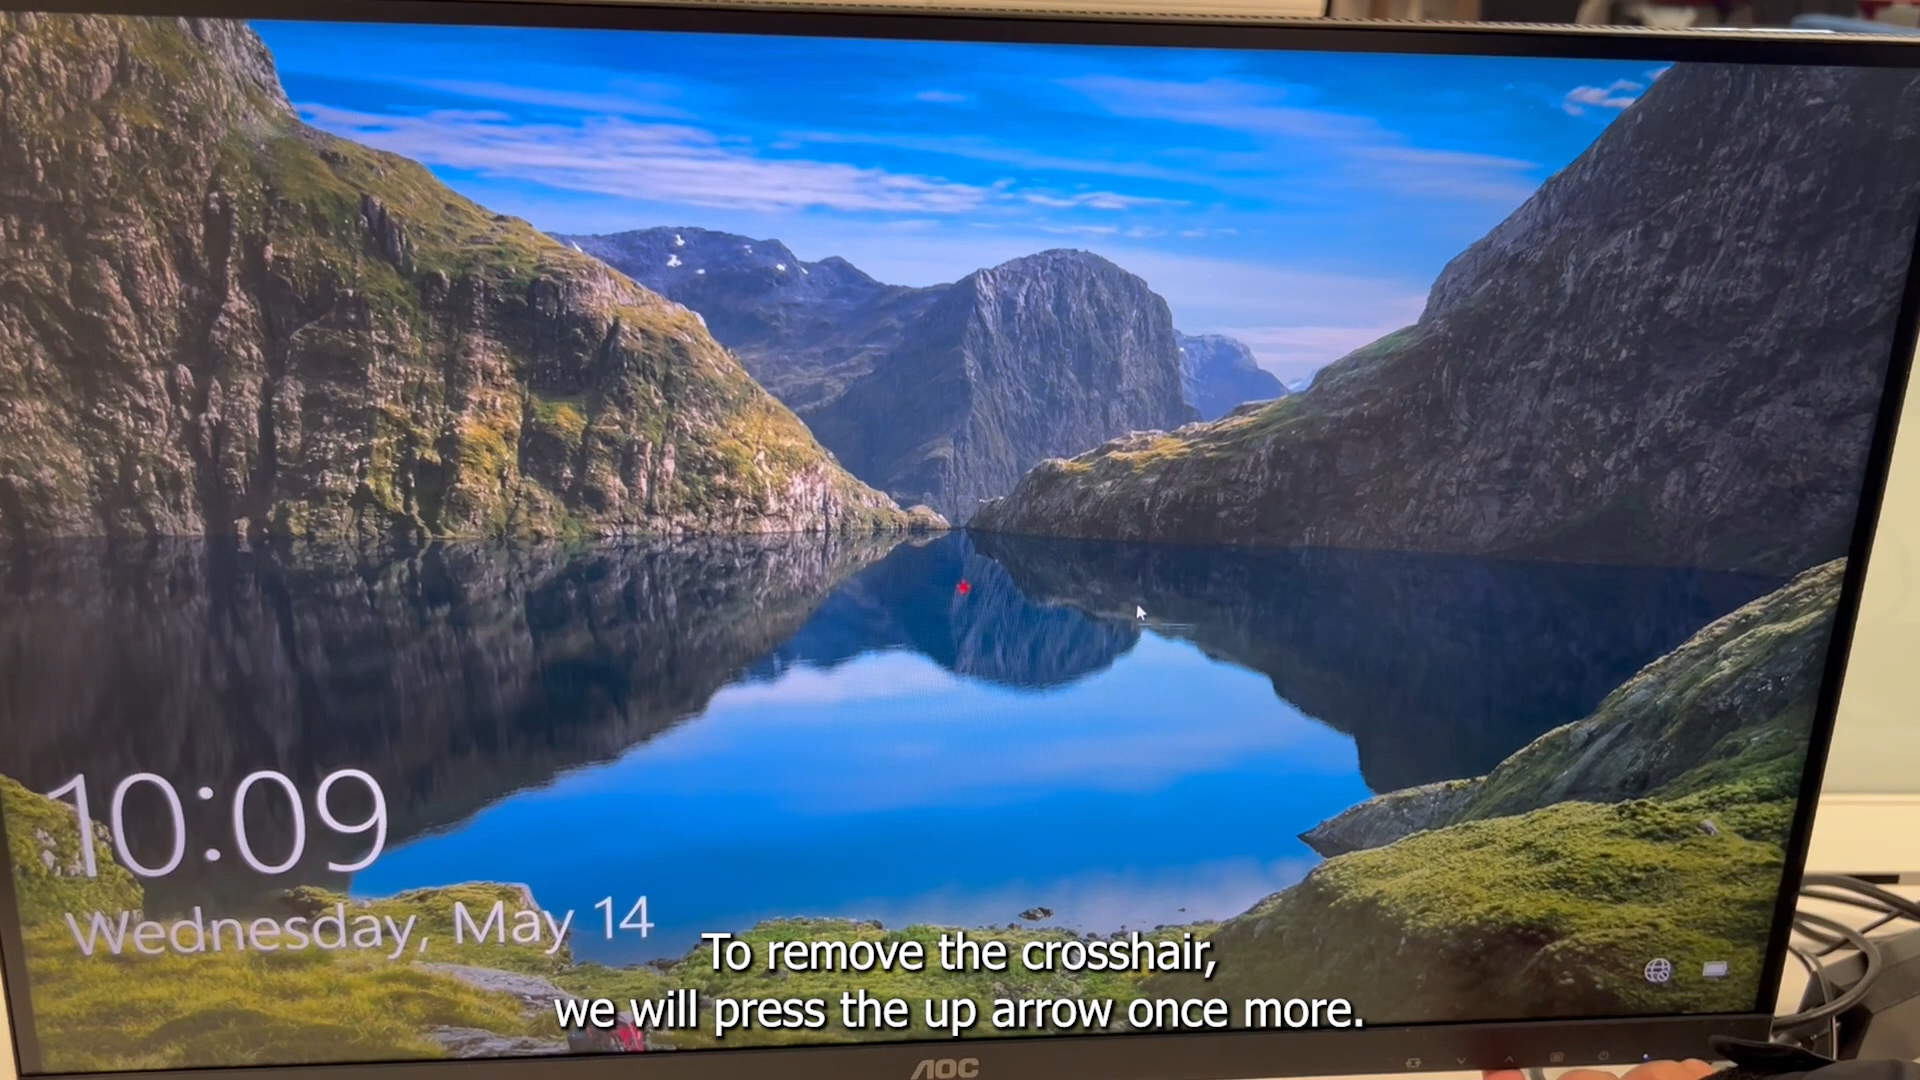 10:09
Wednesday, May 14
To remove the crosshair,
we will press the up arrow once more.
AOC